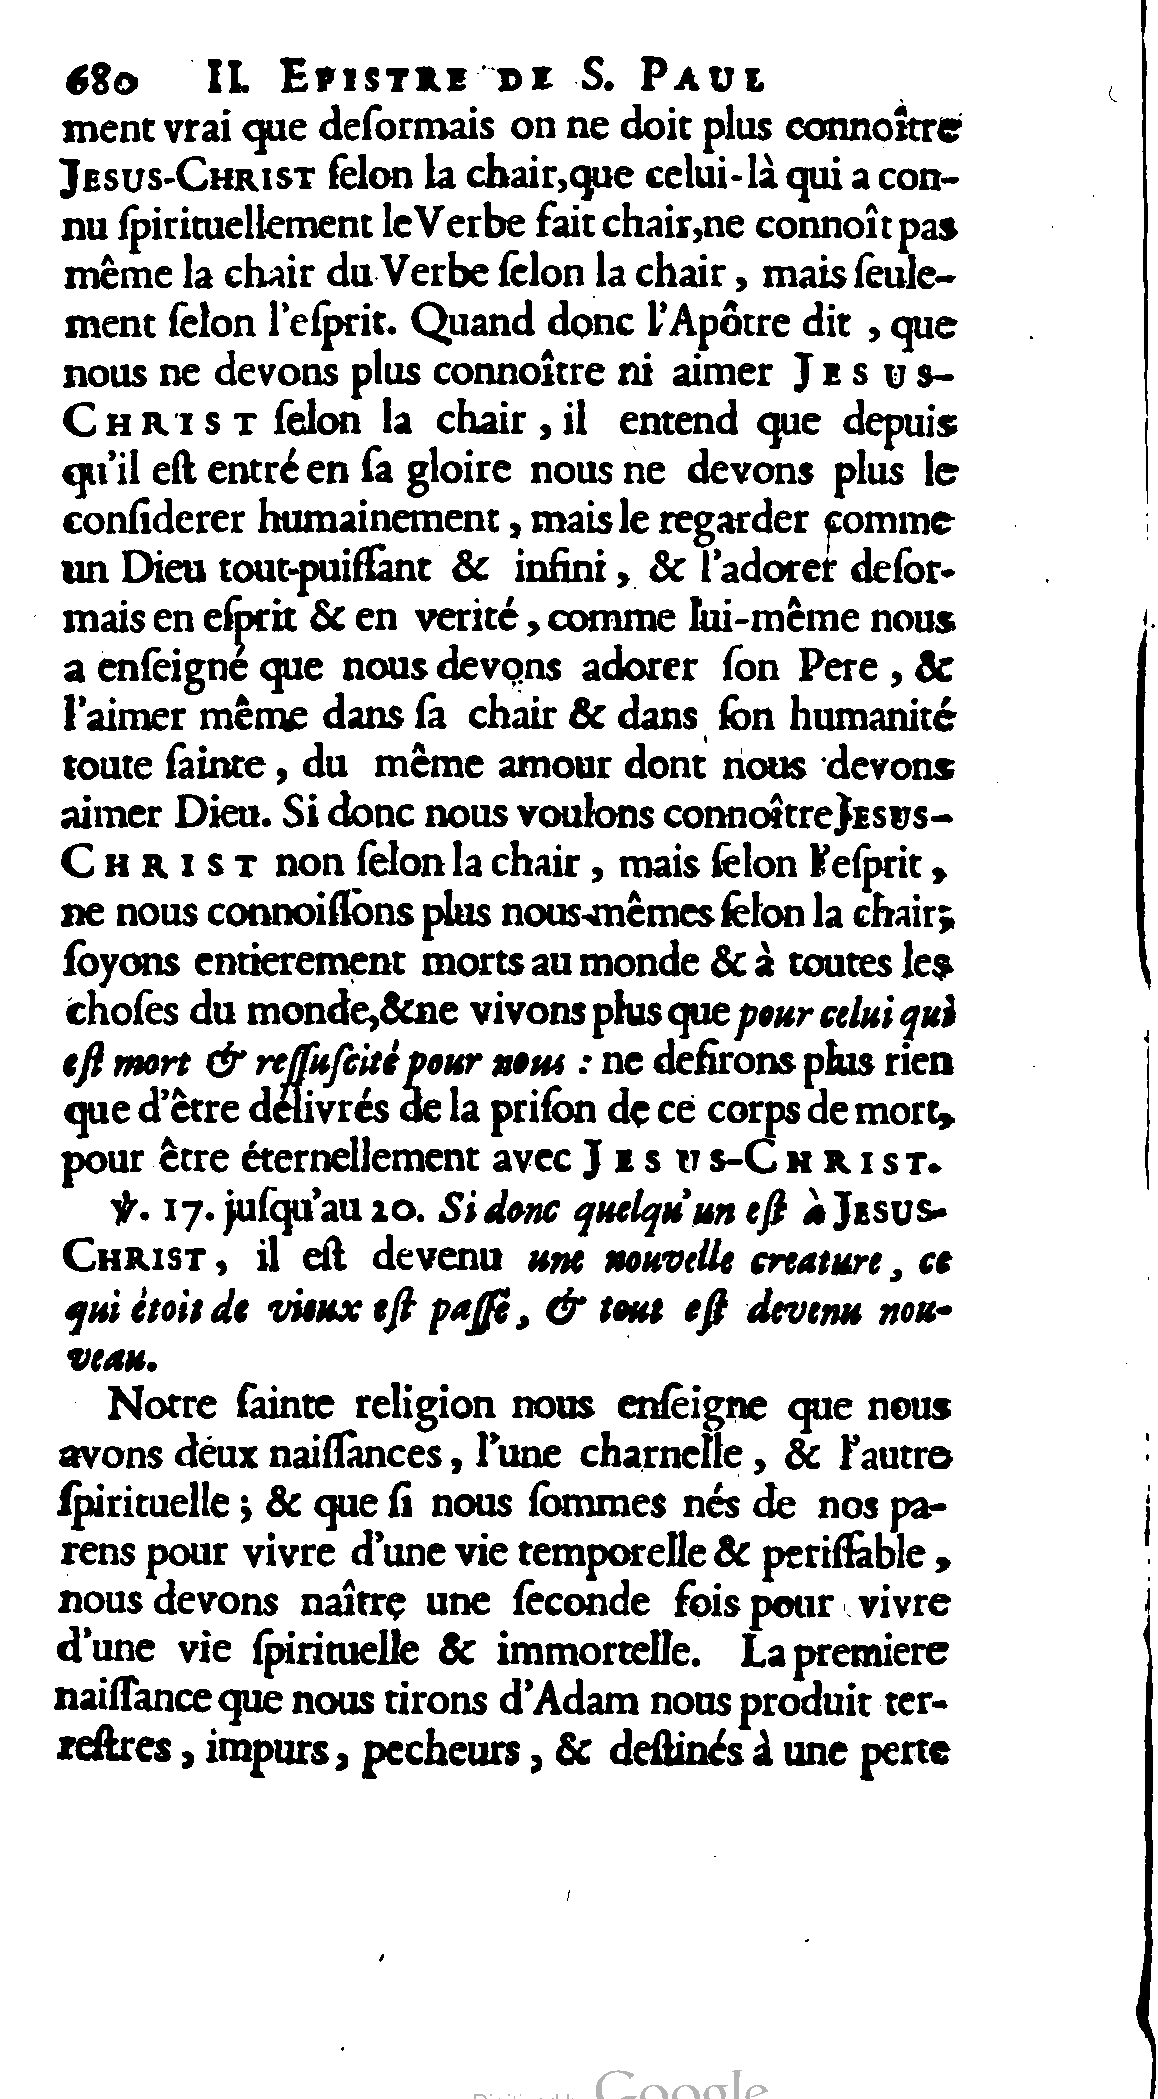 680 II. EPISTRE DE S. PAUL
ment vrai que deſormais on ne doit plus connoître
JESUS-CHRIST ſelon la chair, que celui-là qui a con-
nu ſpirituellement le Verbe fait chair, ne connoît pas
même la chair du Verbe ſelon la chair, mais ſeule-
ment ſelon l'eſprit. Quand donc l'Apôtre dit, que
nous ne devons plus connoître ni aimer JESUS-
CHRIST ſelon la chair, il entend que depuis
qu'il eſt entré en ſa gloire nous ne devons plus le
conſiderer humainement, mais le regarder comme
un Dieu tout-puiſſant & infini, & l'adorer deſor-
mais en eſprit & en verité, comme lui-même nous
a enſeigné que nous devons adorer ſon Pere, &
l'aimer même dans ſa chair & dans ſon humanité
toute ſainte, du même amour dont nous devons
aimer Dieu. Si donc nous voulons connoître JESUS-
CHRIST non ſelon la chair, mais ſelon l'eſprit,
ne nous connoiſſons plus nous-mêmes ſelon la chair;
ſoyons entierement morts au monde & à toutes les
choſes du monde, & ne vivons plus que pour celui qui
eſt mort & reſſuſcité pour nous : ne deſirons plus rien
que d'être délivrés de la priſon de ce corps de mort,
pour être éternellement avec JESUS-CHRIST.
℣. 17. juſqu'au 20. Si donc quelqu'un eſt à JESUS-
CHRIST, il eſt devenu une nouvelle creature, ce
qui étoit de vieux eſt paſſé, & tout eſt devenu nou-
veau.
Notre ſainte religion nous enſeigne que nous
avons deux naiſſances, l'une charnelle, & l'autre
ſpirituelle; & que ſi nous ſommes nés de nos pa-
rens pour vivre d'une vie temporelle & periſſable,
nous devons naître une ſeconde fois pour vivre
d'une vie ſpirituelle & immortelle. La premiere
naiſſance que nous tirons d'Adam nous produit ter-
reſtres, impurs, pecheurs, & deſtinés à une perte
Google